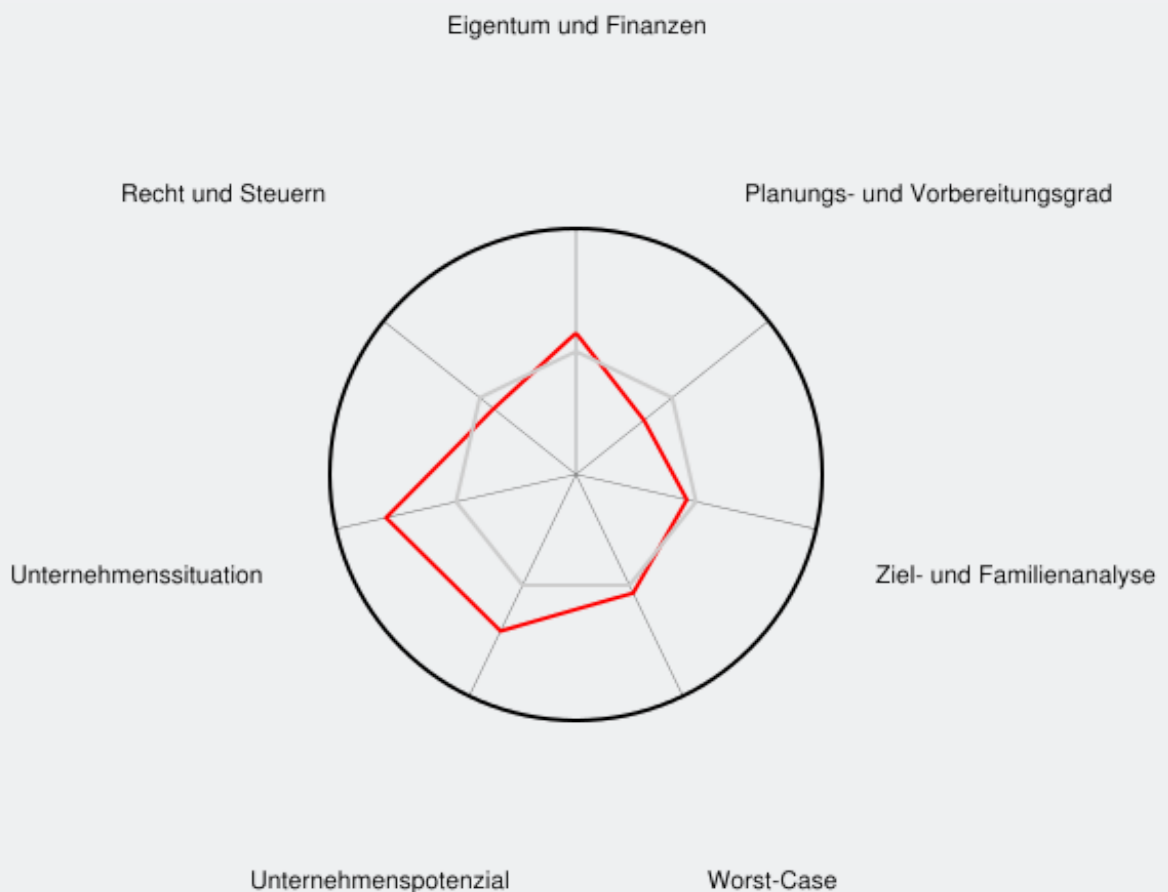 Eigentum und Finanzen
Recht und Steuern
Planungs- und Vorbereitungsgrad
Unternehmenssituation
Ziel- und Familienanalyse
Unternehmenspotenzial
Worst-Case